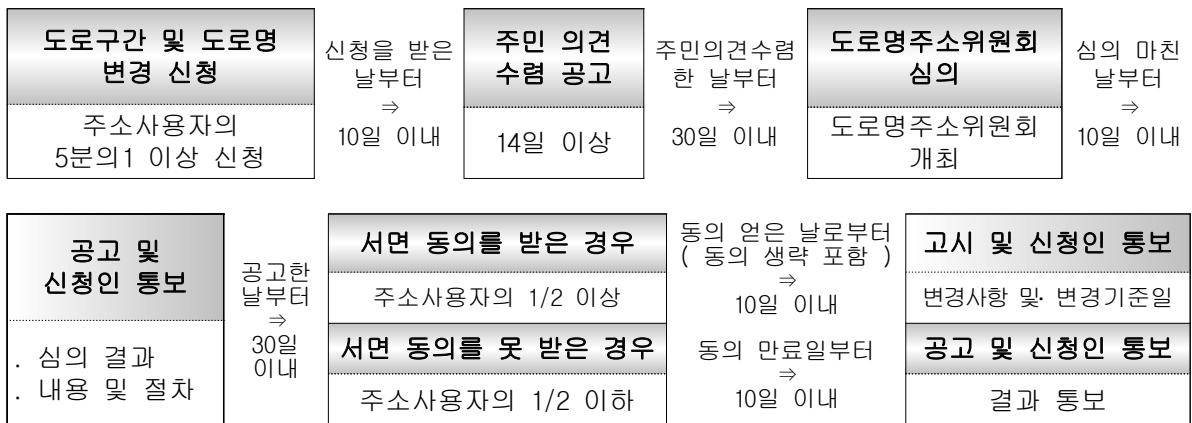 도로구간 및 도로명
변경 신청
주소사용자의
5분의1 이상 신청
신청을 받은
날부터
⇒
10일 이내
주민 의견
수렴 공고
14일 이상
주민의견수렴
한 날부터
⇒
30일 이내
도로명주소위원회
심의
도로명주소위원회
개최
심의 마친
날부터
⇒
10일 이내
공고 및
신청인 통보
. 심의 결과
. 내용 및 절차
공고한
날부터
⇒
30일
이내
서면 동의를 받은 경우
주소사용자의 1/2 이상
서면 동의를 못 받은 경우
주소사용자의 1/2 이하
동의 얻은 날로부터
( 동의 생략 포함 )
⇒
10일 이내
동의 만료일부터
⇒
10일 이내
고시 및 신청인 통보
변경사항 및· 변경기준일
공고 및 신청인 통보
결과 통보